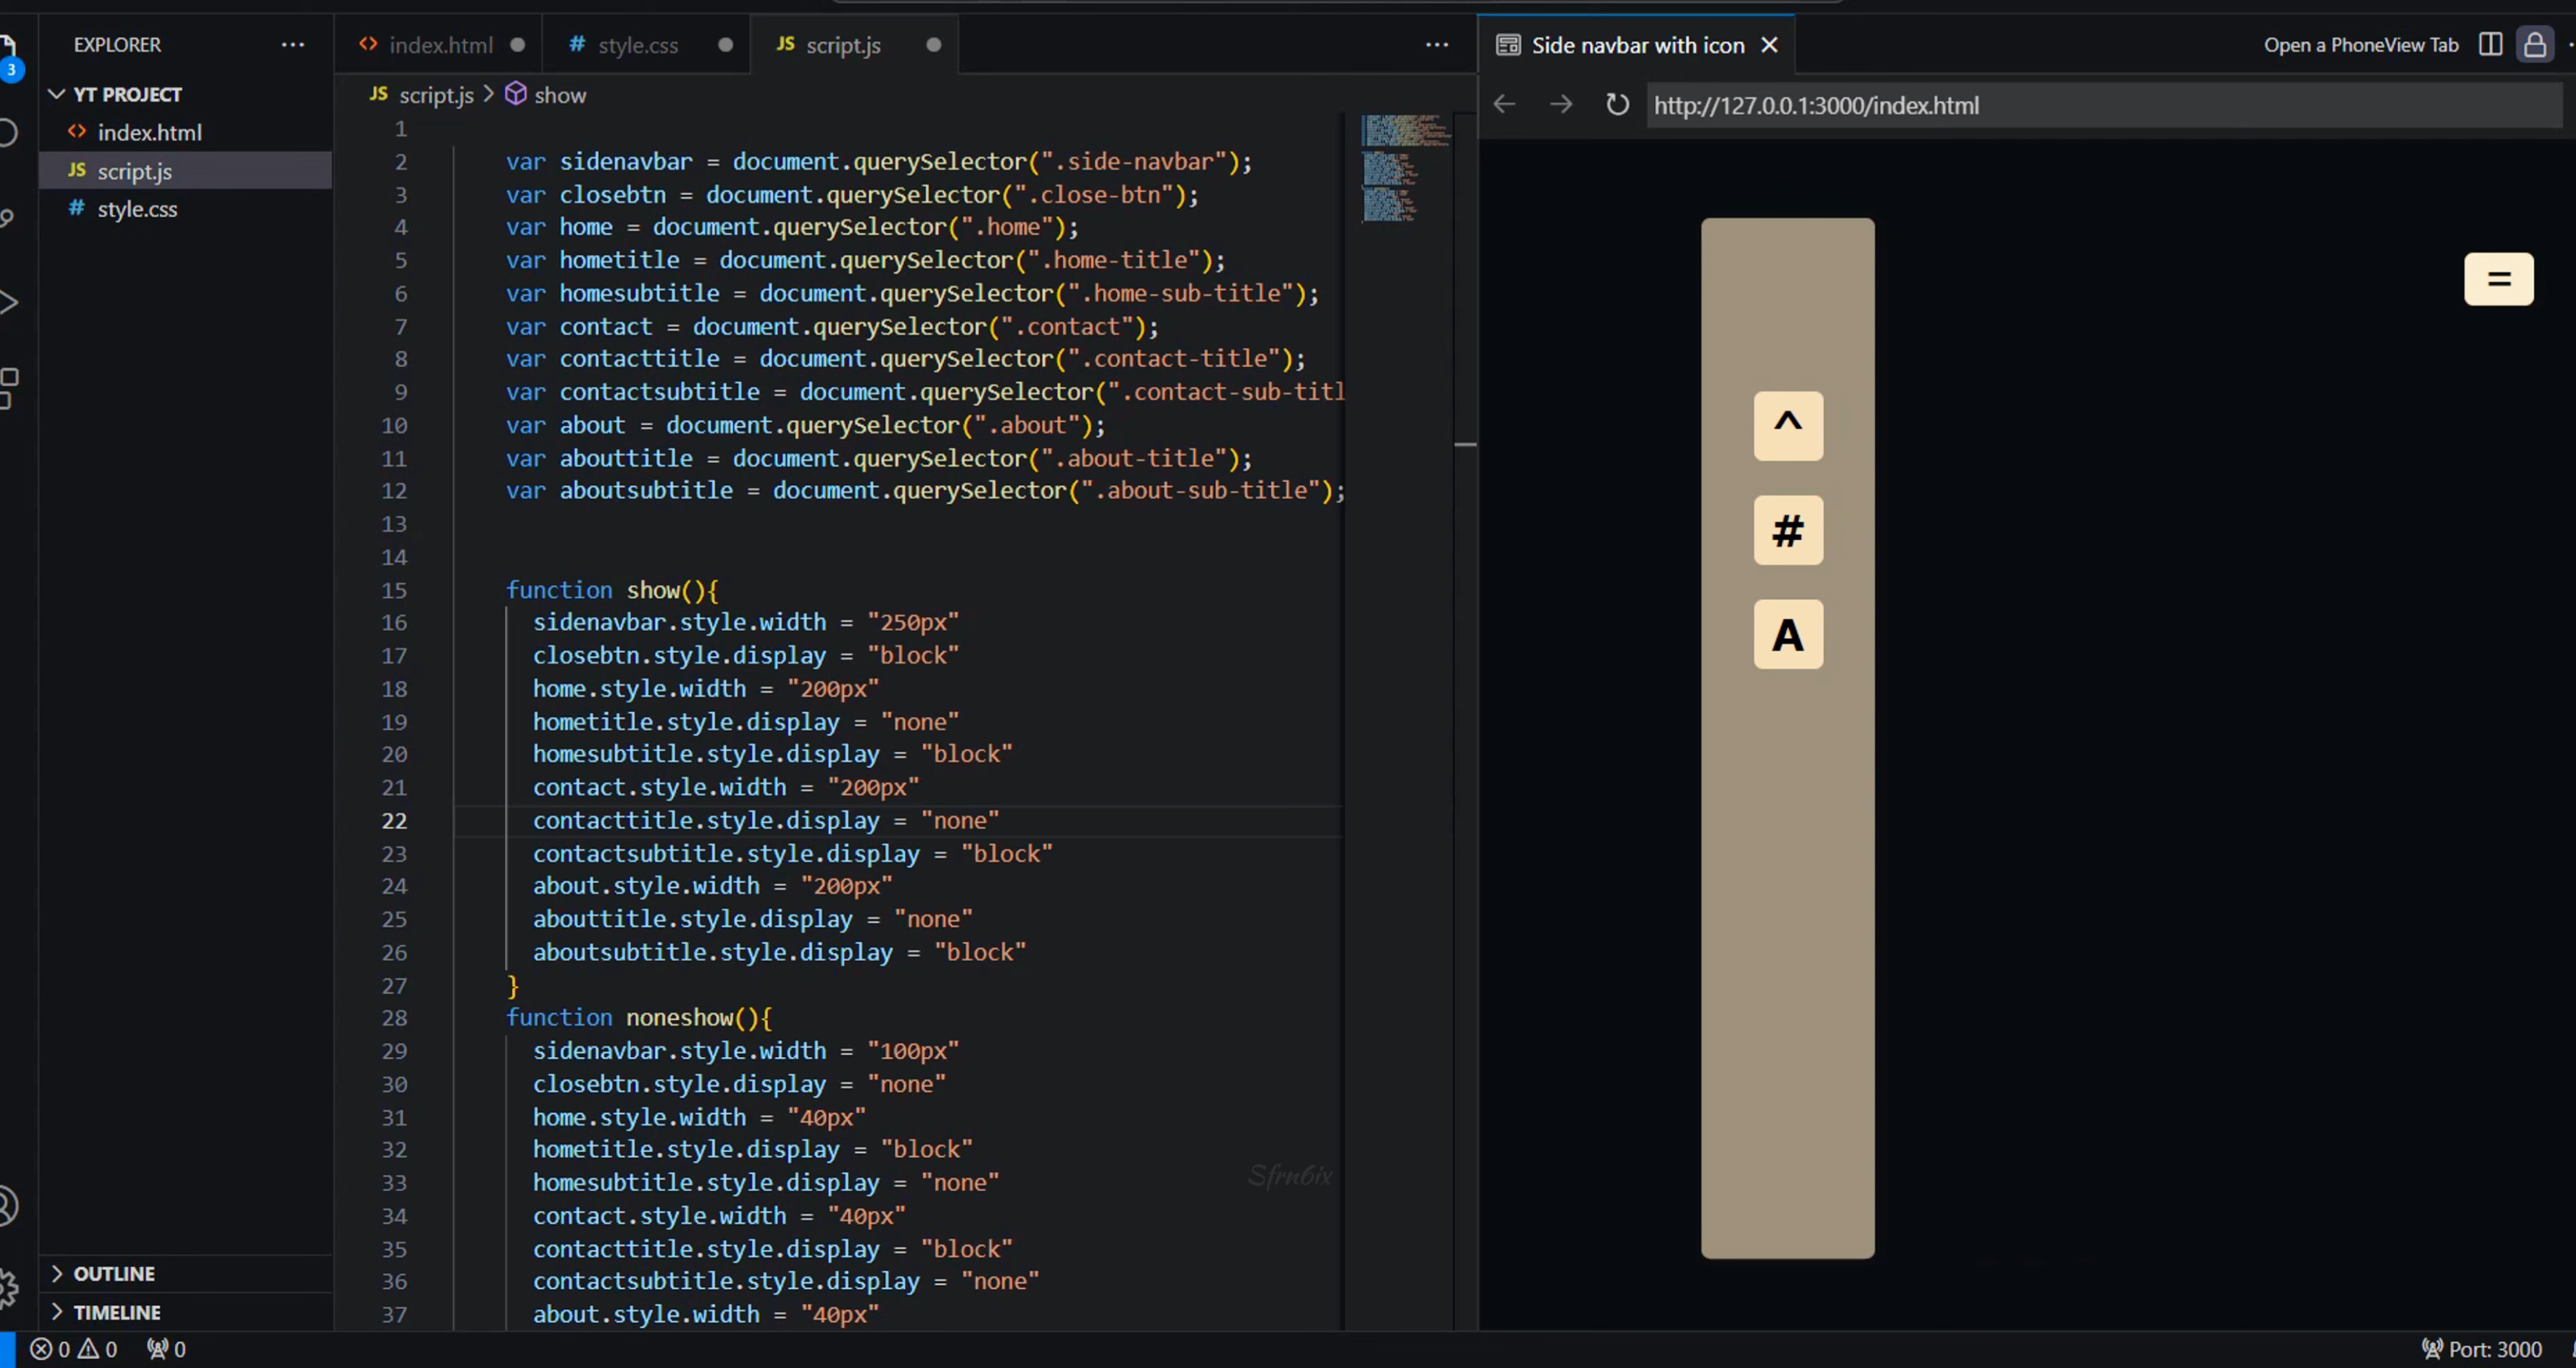 EXPLORER
···
3
YT PROJECT
<> index.html
JS script.js
# style.css
OUTLINE
TIMELINE
<> index.html
# style.css
JS script.js
···
JS script.js > show
1
2 var sidenavbar = document.querySelector(".side-navbar");
3 var closebtn = document.querySelector(".close-btn");
4 var home = document.querySelector(".home");
5 var hometitle = document.querySelector(".home-title");
6 var homesubtitle = document.querySelector(".home-sub-title");
7 var contact = document.querySelector(".contact");
8 var contacttitle = document.querySelector(".contact-title");
9 var contactsubtitle = document.querySelector(".contact-sub-titl
10 var about = document.querySelector(".about");
11 var abouttitle = document.querySelector(".about-title");
12 var aboutsubtitle = document.querySelector(".about-sub-title");
13
14
15 function show(){
16 sidenavbar.style.width = "250px"
17 closebtn.style.display = "block"
18 home.style.width = "200px"
19 hometitle.style.display = "none"
20 homesubtitle.style.display = "block"
21 contact.style.width = "200px"
22 contacttitle.style.display = "none"
23 contactsubtitle.style.display = "block"
24 about.style.width = "200px"
25 abouttitle.style.display = "none"
26 aboutsubtitle.style.display = "block"
27 }
28 function noneshow(){
29 sidenavbar.style.width = "100px"
30 closebtn.style.display = "none"
31 home.style.width = "40px"
32 hometitle.style.display = "block"
33 homesubtitle.style.display = "none"
34 contact.style.width = "40px"
35 contacttitle.style.display = "block"
36 contactsubtitle.style.display = "none"
37 about.style.width = "40px"
Sfrn6ix
Side navbar with icon
Open a PhoneView Tab
http://127.0.0.1:3000/index.html
=
^
#
A
0 0 0
Port: 3000